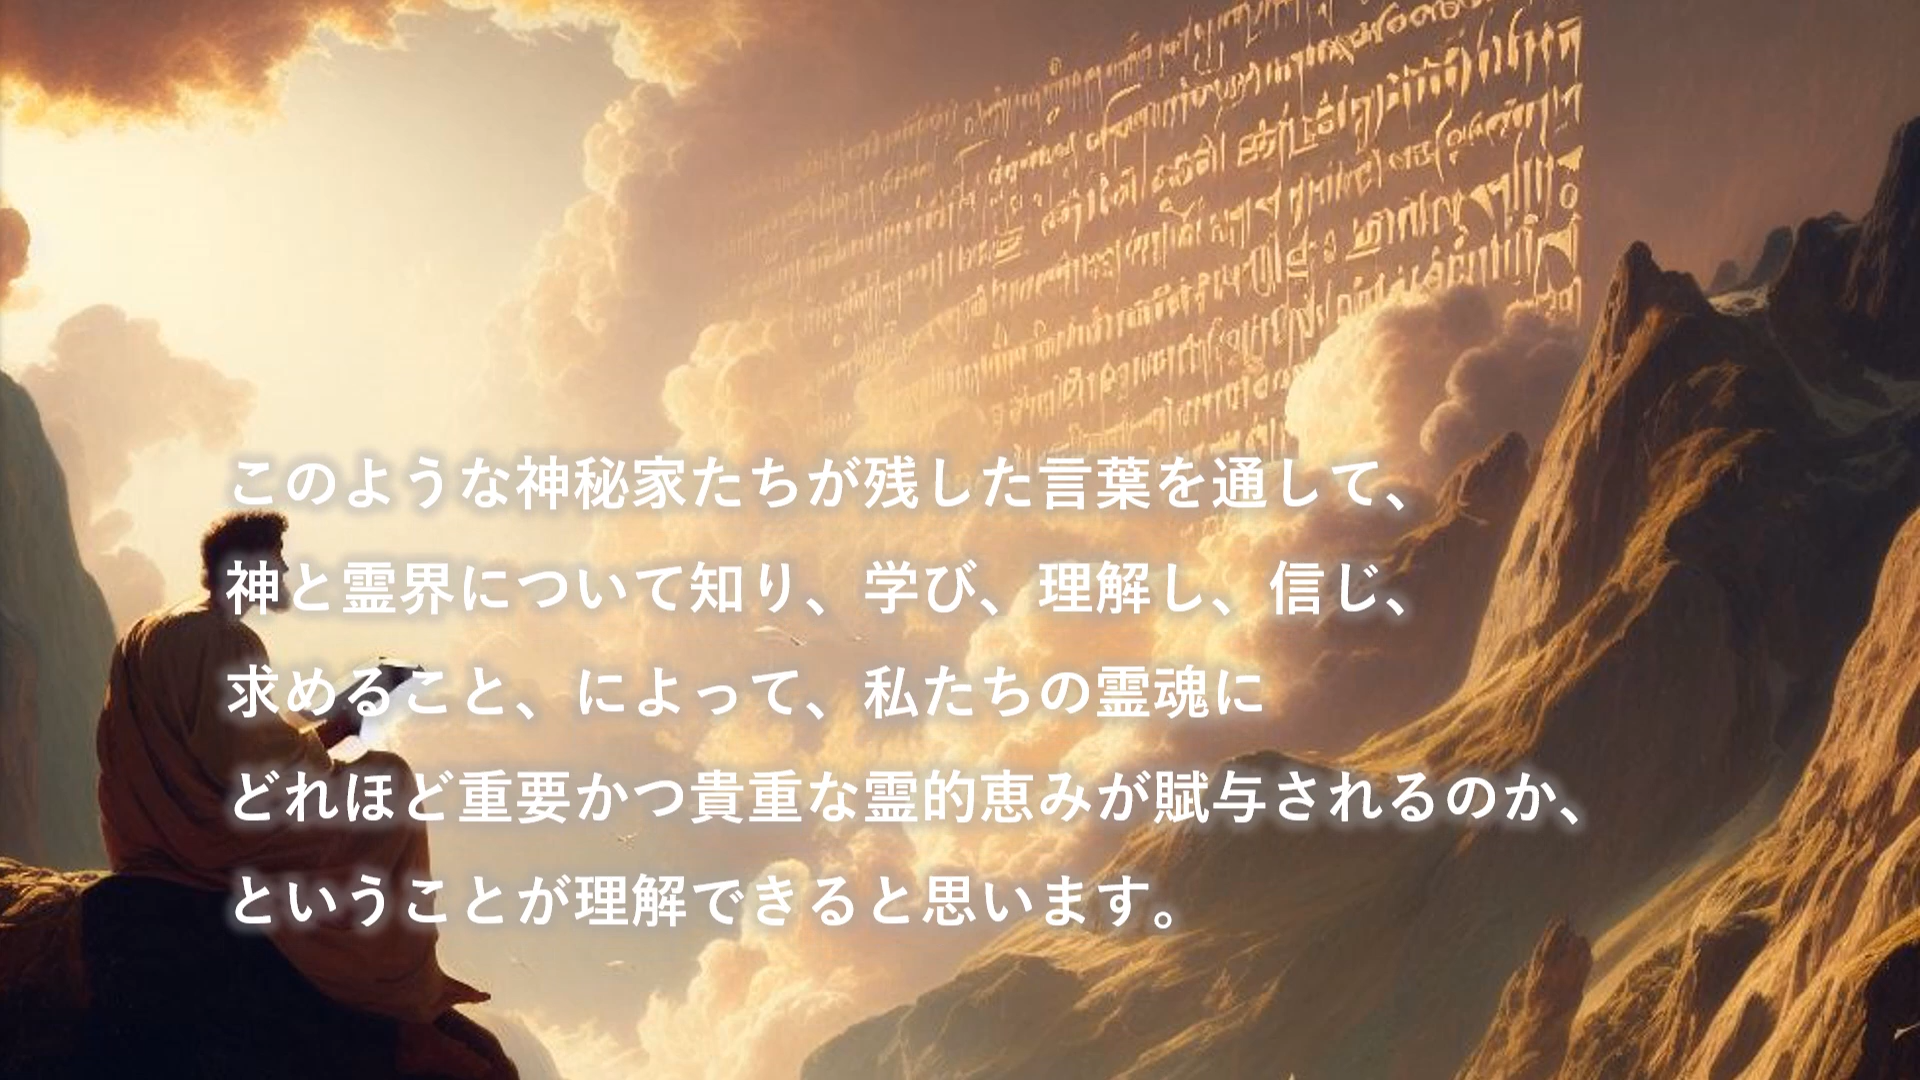 このような神秘家たちが残した言葉を通して、
神と霊界について知り、学び、理解し、信じ、
求めること、によって、私たちの霊魂に
どれほど重要かつ貴重な霊的恵みが賦与されるのか、
ということが理解できると思います。